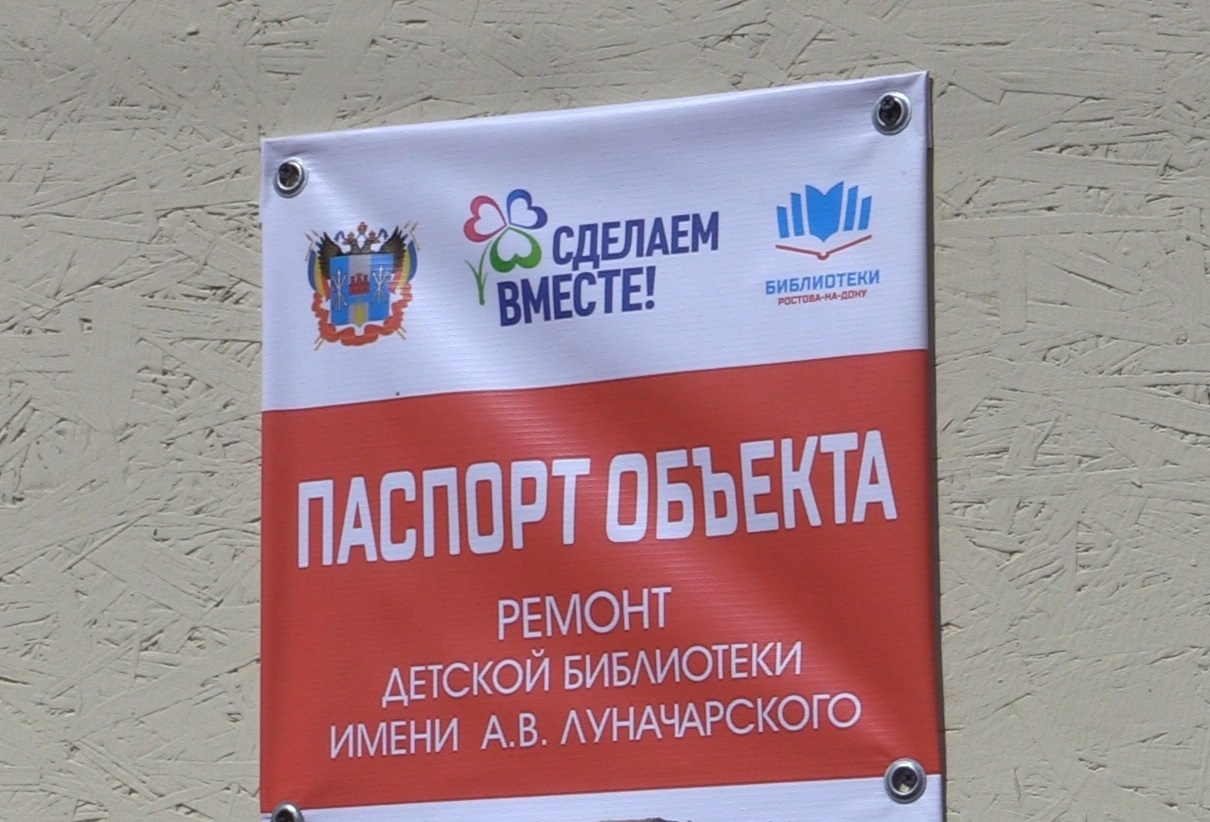 СДЕЛАЕМ
ВМЕСТЕ!
БИБЛИОТЕКИ
РОСТОВА-НА-ДОНУ
ПАСПОРТ ОБЪЕКТА
РЕМОНТ
ДЕТСКОЙ БИБЛИОТЕКИ
ИМЕНИ А.В. ЛУНАЧАРСКОГО